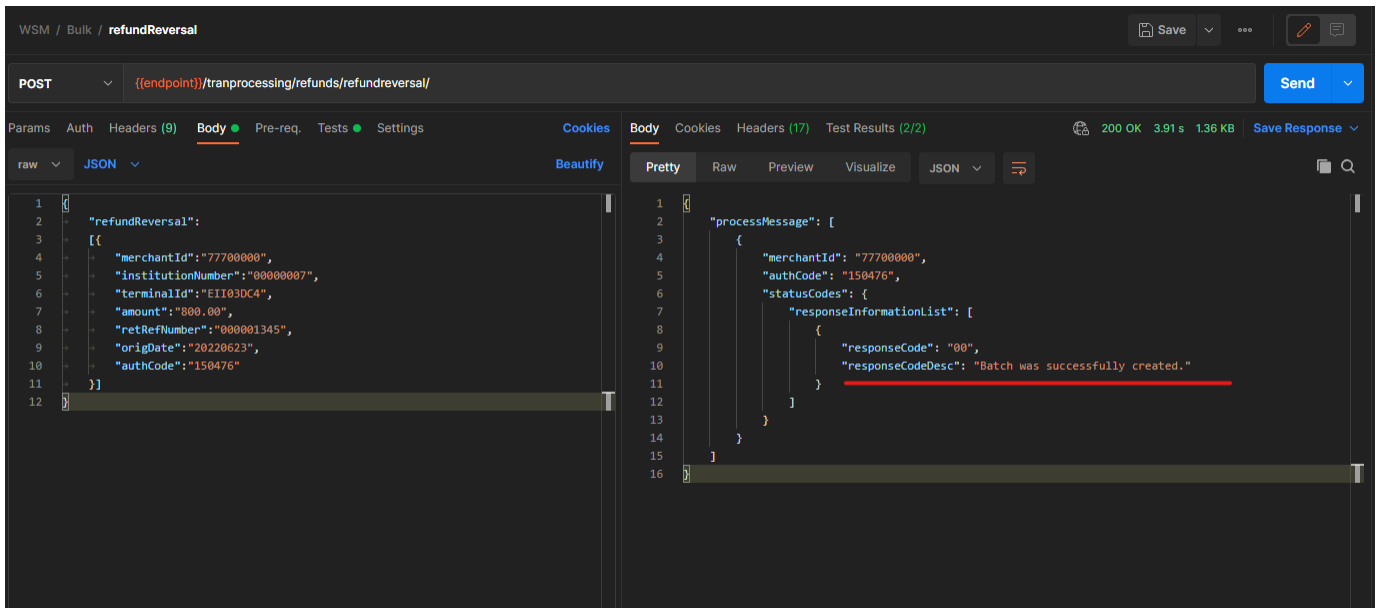 WSM / Bulk / refundReversal
Save
POST
{{endpoint}}/tranprocessing/refunds/refundreversal/
Send
Params Auth Headers (9) Body Pre-req. Tests Settings Cookies
raw JSON Beautify
1 {
2 "refundReversal":
3 [{
4 "merchantId":"77700000",
5 "institutionNumber":"00000007",
6 "terminalId":"EII03DC4",
7 "amount":"800.00",
8 "retRefNumber":"000001345",
9 "origDate":"20220623",
10 "authCode":"150476"
11 }]
12 }
Body Cookies Headers (17) Test Results (2/2) 200 OK 3.91 s 1.36 KB Save Response
Pretty Raw Preview Visualize JSON
1 {
2 "processMessage": [
3 {
4 "merchantId": "77700000",
5 "authCode": "150476",
6 "statusCodes": {
7 "responseInformationList": [
8 {
9 "responseCode": "00",
10 "responseCodeDesc": "Batch was successfully created."
11 }
12 ]
13 }
14 }
15 ]
16 }